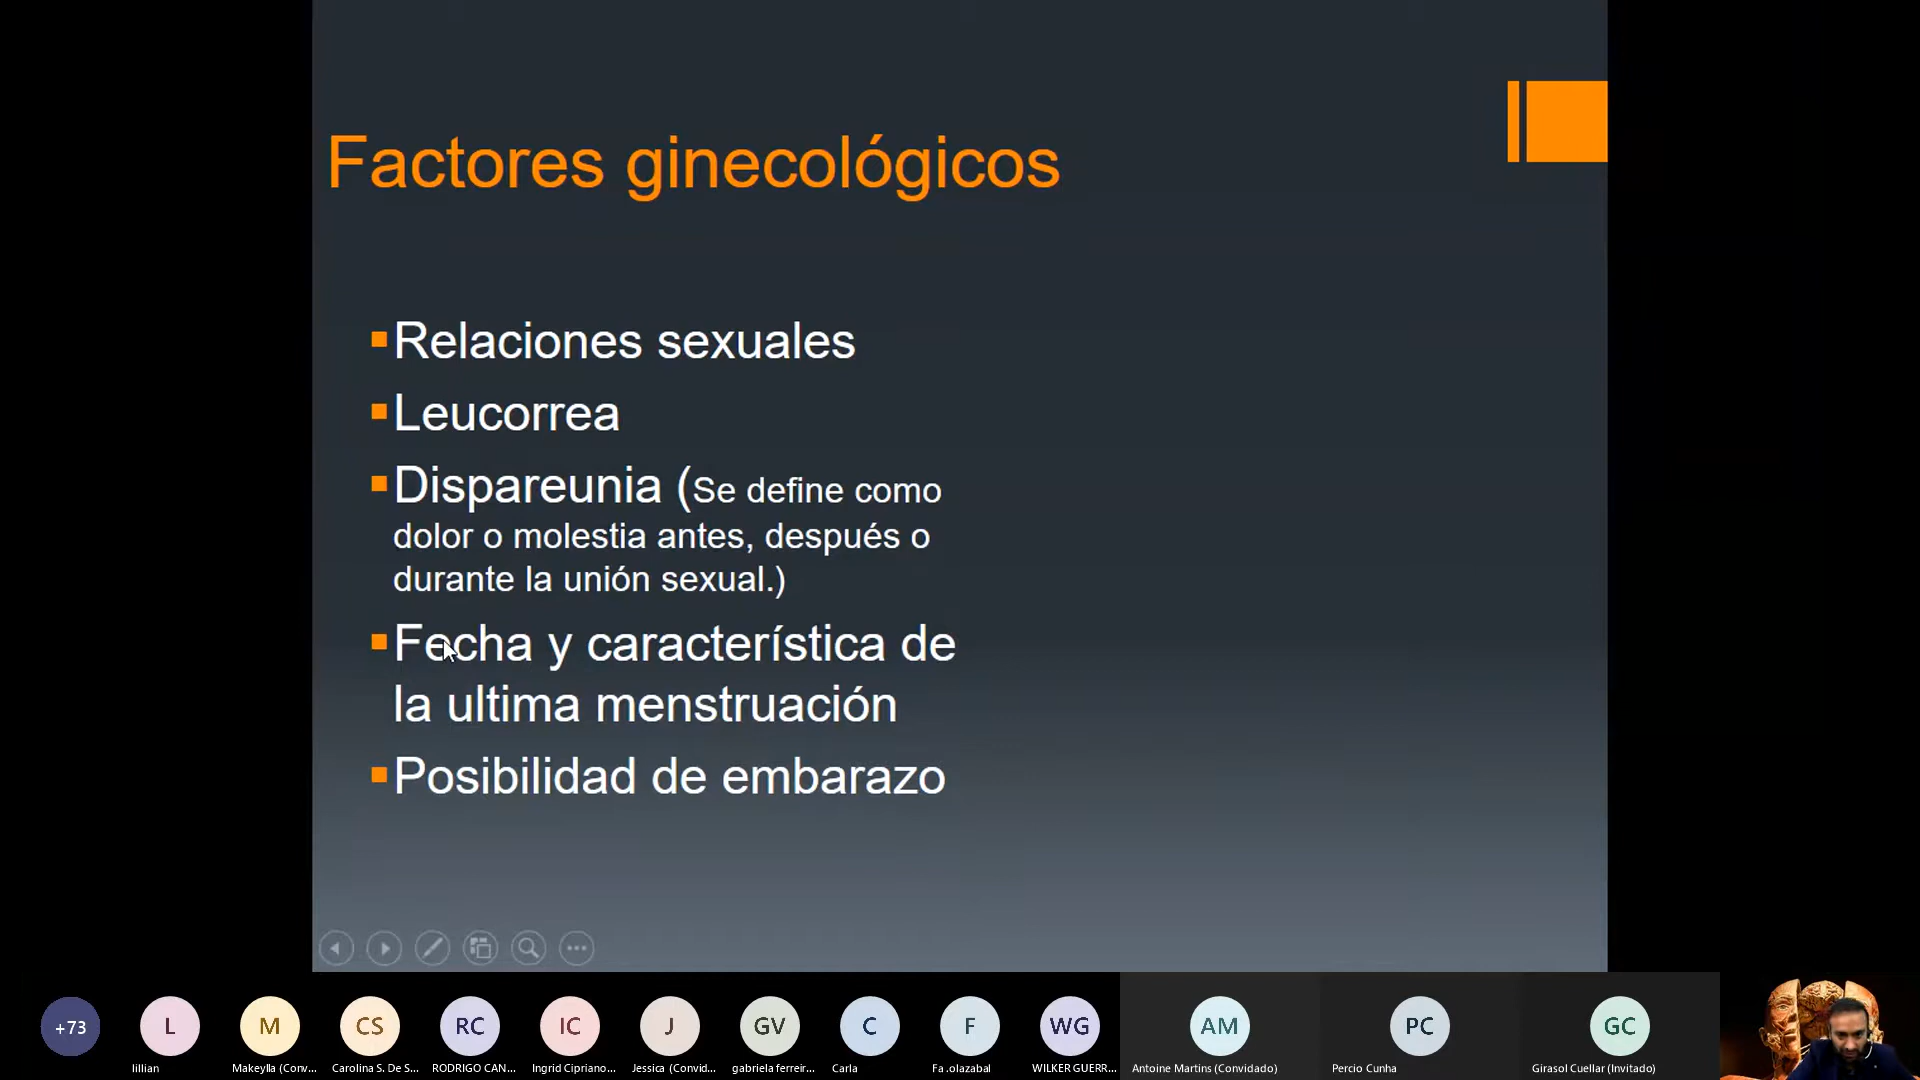 Factores ginecológicos
Relaciones sexuales
Leucorrea
Dispareunia (Se define como
dolor o molestia antes, después o
durante la unión sexual.)
Fecha y característica de
la ultima menstruación
Posibilidad de embarazo
+73
L
M
CS
RC
IC
J
GV
C
F
WG
AM
PC
GC
lillian
Makeylla (Conv...
Carolina S. De S...
RODRIGO CAN...
Ingrid Cipriano...
Jessica (Convid...
gabriela ferreir...
Carla
Fa .olazabal
WILKER GUERR...
Antoine Martins (Convidado)
Percio Cunha
Girasol Cuellar (Invitado)